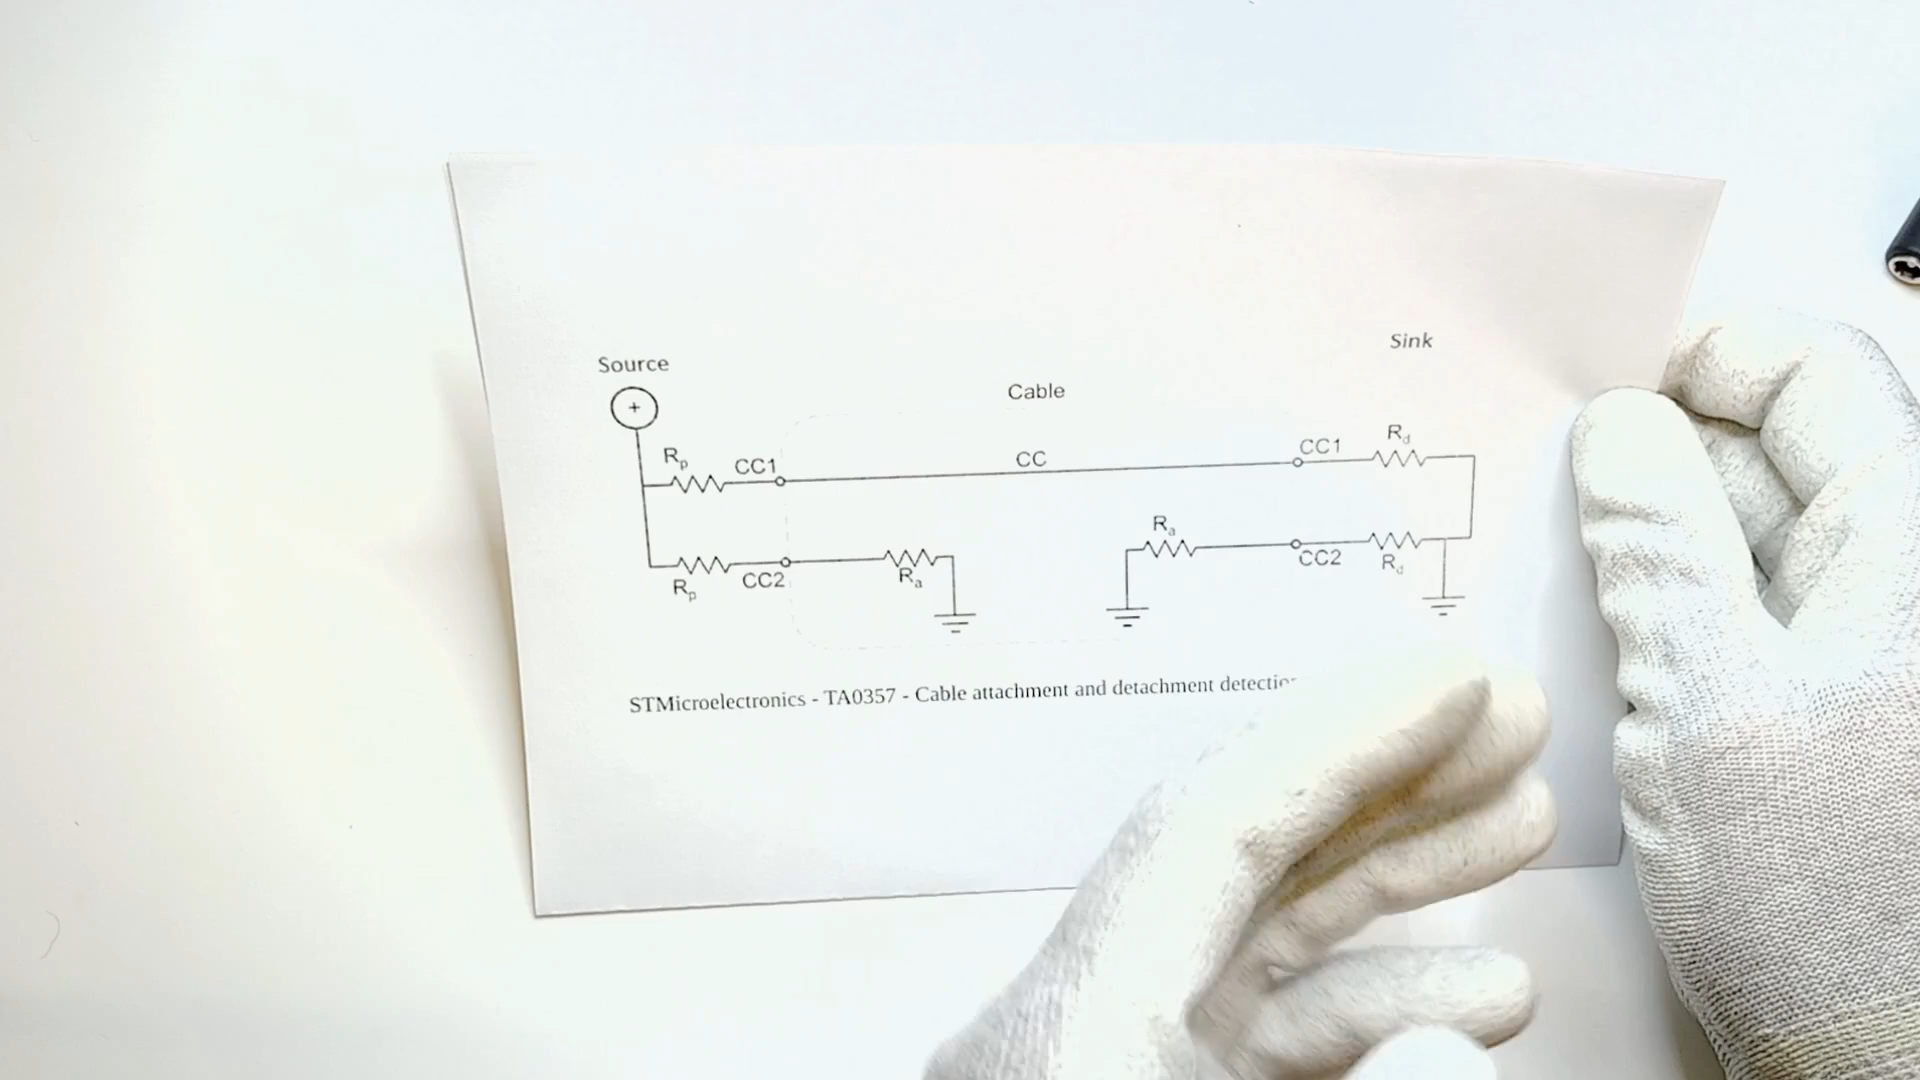 Source
Sink
Cable
+
Rp
CC1
CC
CC1
Rd
Rp
CC2
Ra
Ra
CC2
Rd
STMicroelectronics - TA0357 - Cable attachment and detachment